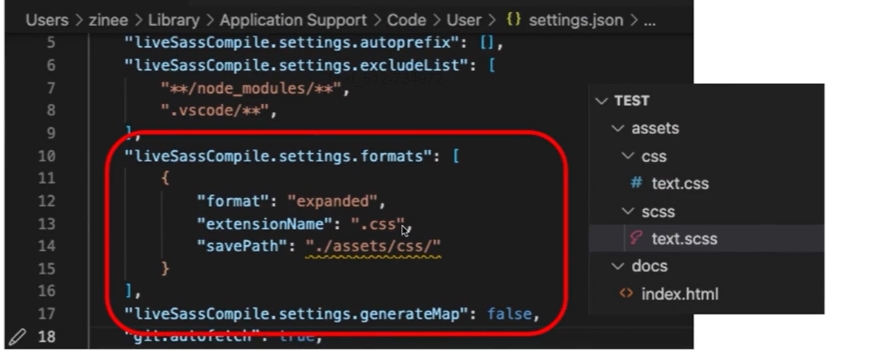 Users > zinee > Library > Application Support > Code > User > {} settings.json > ...
5 "liveSassCompile.settings.autoprefix": [],
6 "liveSassCompile.settings.excludeList": [
7 "**/node_modules/**",
8 ".vscode/**",
9 ],
10 "liveSassCompile.settings.formats": [
11 {
12 "format": "expanded",
13 "extensionName": ".css",
14 "savePath": "./assets/css/"
15 }
16 ],
17 "liveSassCompile.settings.generateMap": false,
18 "git.autofetch": true,
TEST
assets
css
# text.css
scss
text.scss
docs
<> index.html